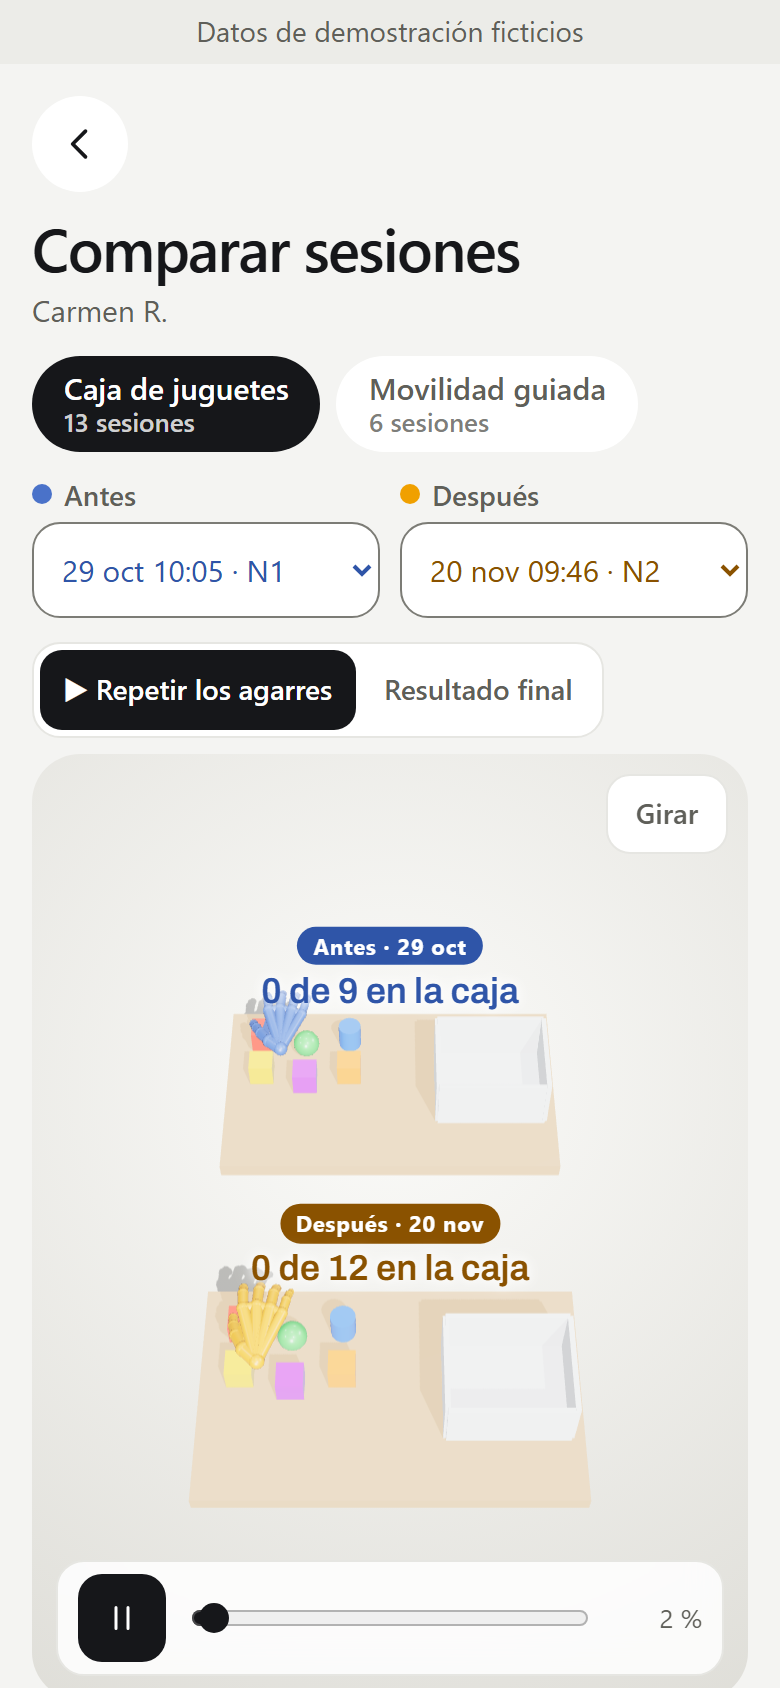 Datos de demostración ficticios
Comparar sesiones
Carmen R.
Caja de juguetes
13 sesiones
Movilidad guiada
6 sesiones
Antes
Después
29 oct 10:05 · N1
20 nov 09:46 · N2
▶ Repetir los agarres
Resultado final
Girar
Antes · 29 oct
0 de 9 en la caja
Después · 20 nov
0 de 12 en la caja
2 %